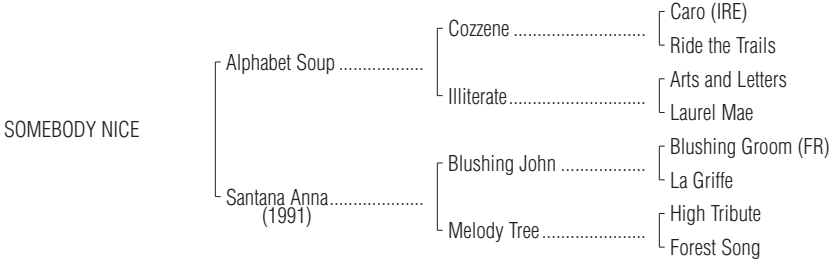 Caro (IRE)
Cozzene ............................
Ride the Trails
Alphabet Soup ..................
Arts and Letters
Illiterate.............................
Laurel Mae
SOMEBODY NICE
Blushing Groom (FR)
Blushing John ..................
La Griffe
Santana Anna....................
(1991)
High Tribute
Melody Tree......................
Forest Song